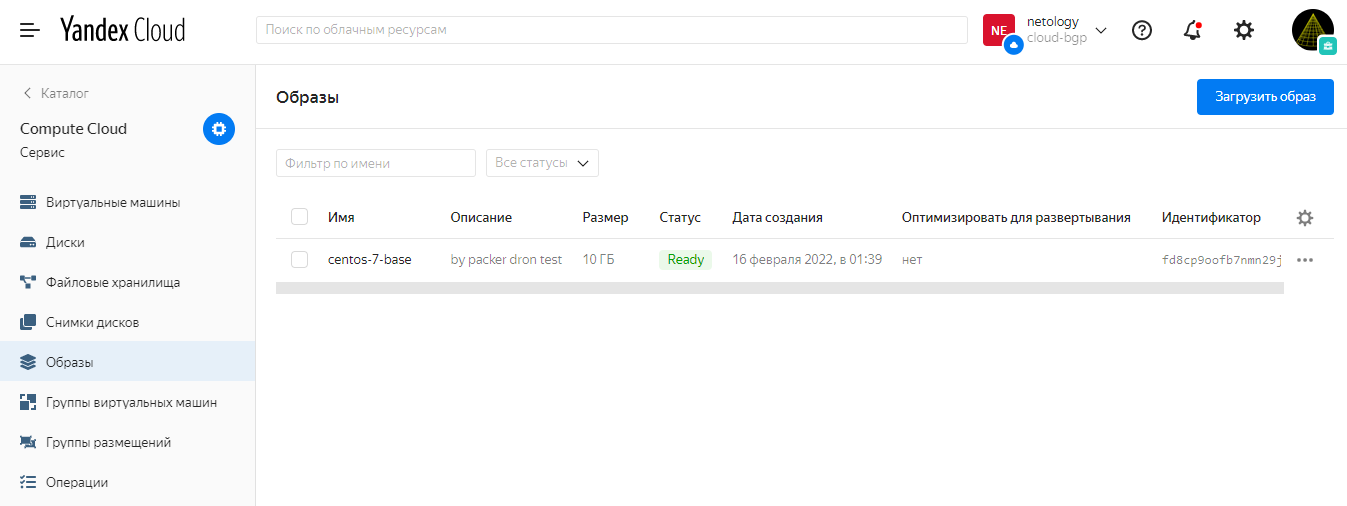 Yandex Cloud
Поиск по облачным ресурсам
NE
netology
cloud-bgp
Каталог
Compute Cloud
Сервис
Виртуальные машины
Диски
Файловые хранилища
Снимки дисков
Образы
Группы виртуальных машин
Группы размещений
Операции
Образы
Загрузить образ
Фильтр по имени
Все статусы
Имя Описание Размер Статус Дата создания Оптимизировать для развертывания Идентификатор
centos-7-base by packer dron test 10 ГБ Ready 16 февраля 2022, в 01:39 нет fd8cp9oofb7nmn29j